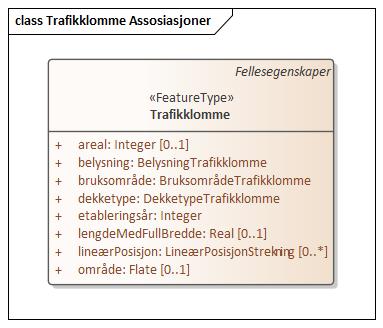 class Trafikklomme Assosiasjoner
Fellesegenskaper
«FeatureType»
Trafikklomme
+ areal: Integer [0..1]
+ belysning: BelysningTrafikklomme
+ bruksområde: BruksområdeTrafikklomme
+ dekketype: DekketypeTrafikklomme
+ etableringsår: Integer
+ lengdeMedFullBredde: Real [0..1]
+ lineærPosisjon: LineærPosisjonStrekning [0..*]
+ område: Flate [0..1]